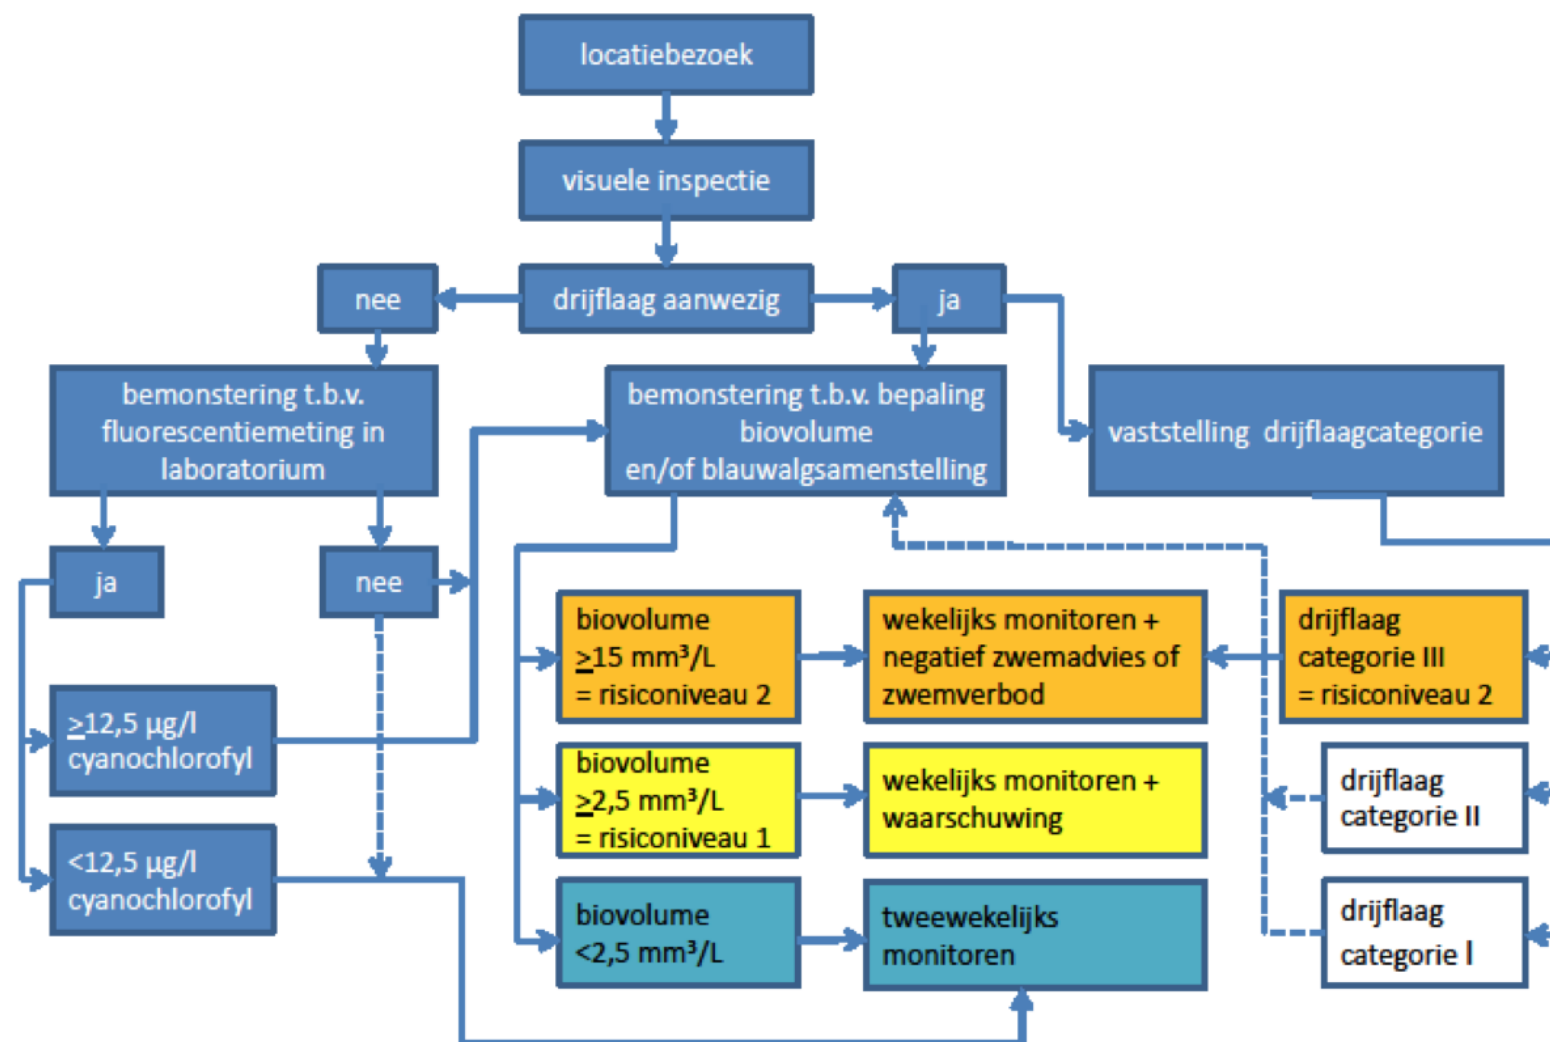 locatiebezoek
visuele inspectie
nee
drijflaag aanwezig
ja
bemonstering t.b.v.
fluorescentiemeting in
laboratorium
bemonstering t.b.v. bepaling
biovolume
en/of blauwalgsamenstelling
vaststelling drijflaagcategorie
ja
nee
biovolume
≥15 mm³/L
= risiconiveau 2
wekelijks monitoren +
negatief zwemadvies of
zwemverbod
drijflaag
categorie III
= risiconiveau 2
≥12,5 µg/l
cyanochlorofyl
biovolume
≥2,5 mm³/L
= risiconiveau 1
wekelijks monitoren +
waarschuwing
drijflaag
categorie II
<12,5 µg/l
cyanochlorofyl
biovolume
<2,5 mm³/L
tweewekelijks
monitoren
drijflaag
categorie I